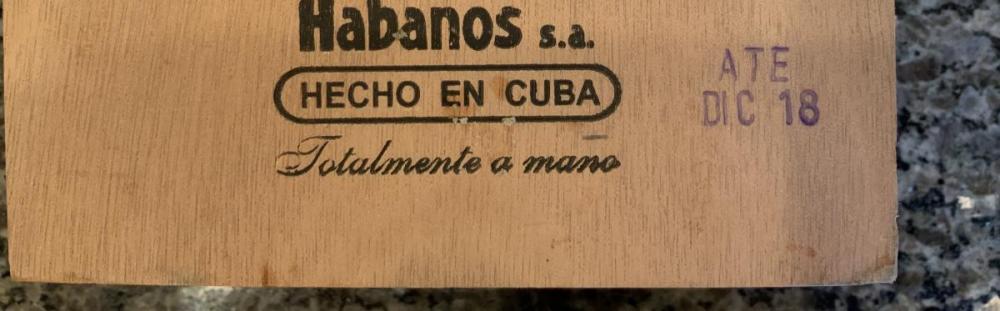 Habanos s.a.
HECHO EN CUBA
Totalmente a mano
ATE
DIC 18